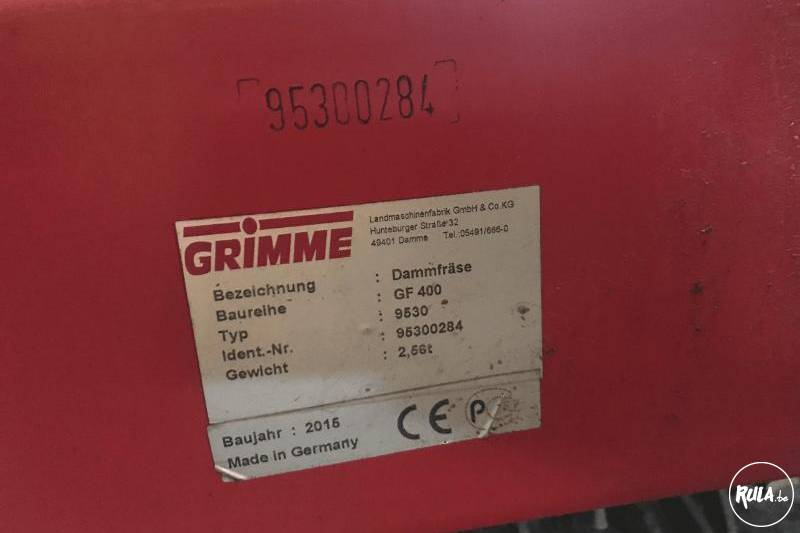 95300284
GRIMME
Landmaschinenfabrik GmbH & Co.KG
Hunteburger Straße 32
49401 Damme Tel.:05491/666-0
Bezeichnung : Dammfräse
Baureihe : GF 400
Typ : 9530
Ident.-Nr. : 95300284
Gewicht : 2,56t
Baujahr : 2015
Made in Germany
CE P
RULA.be